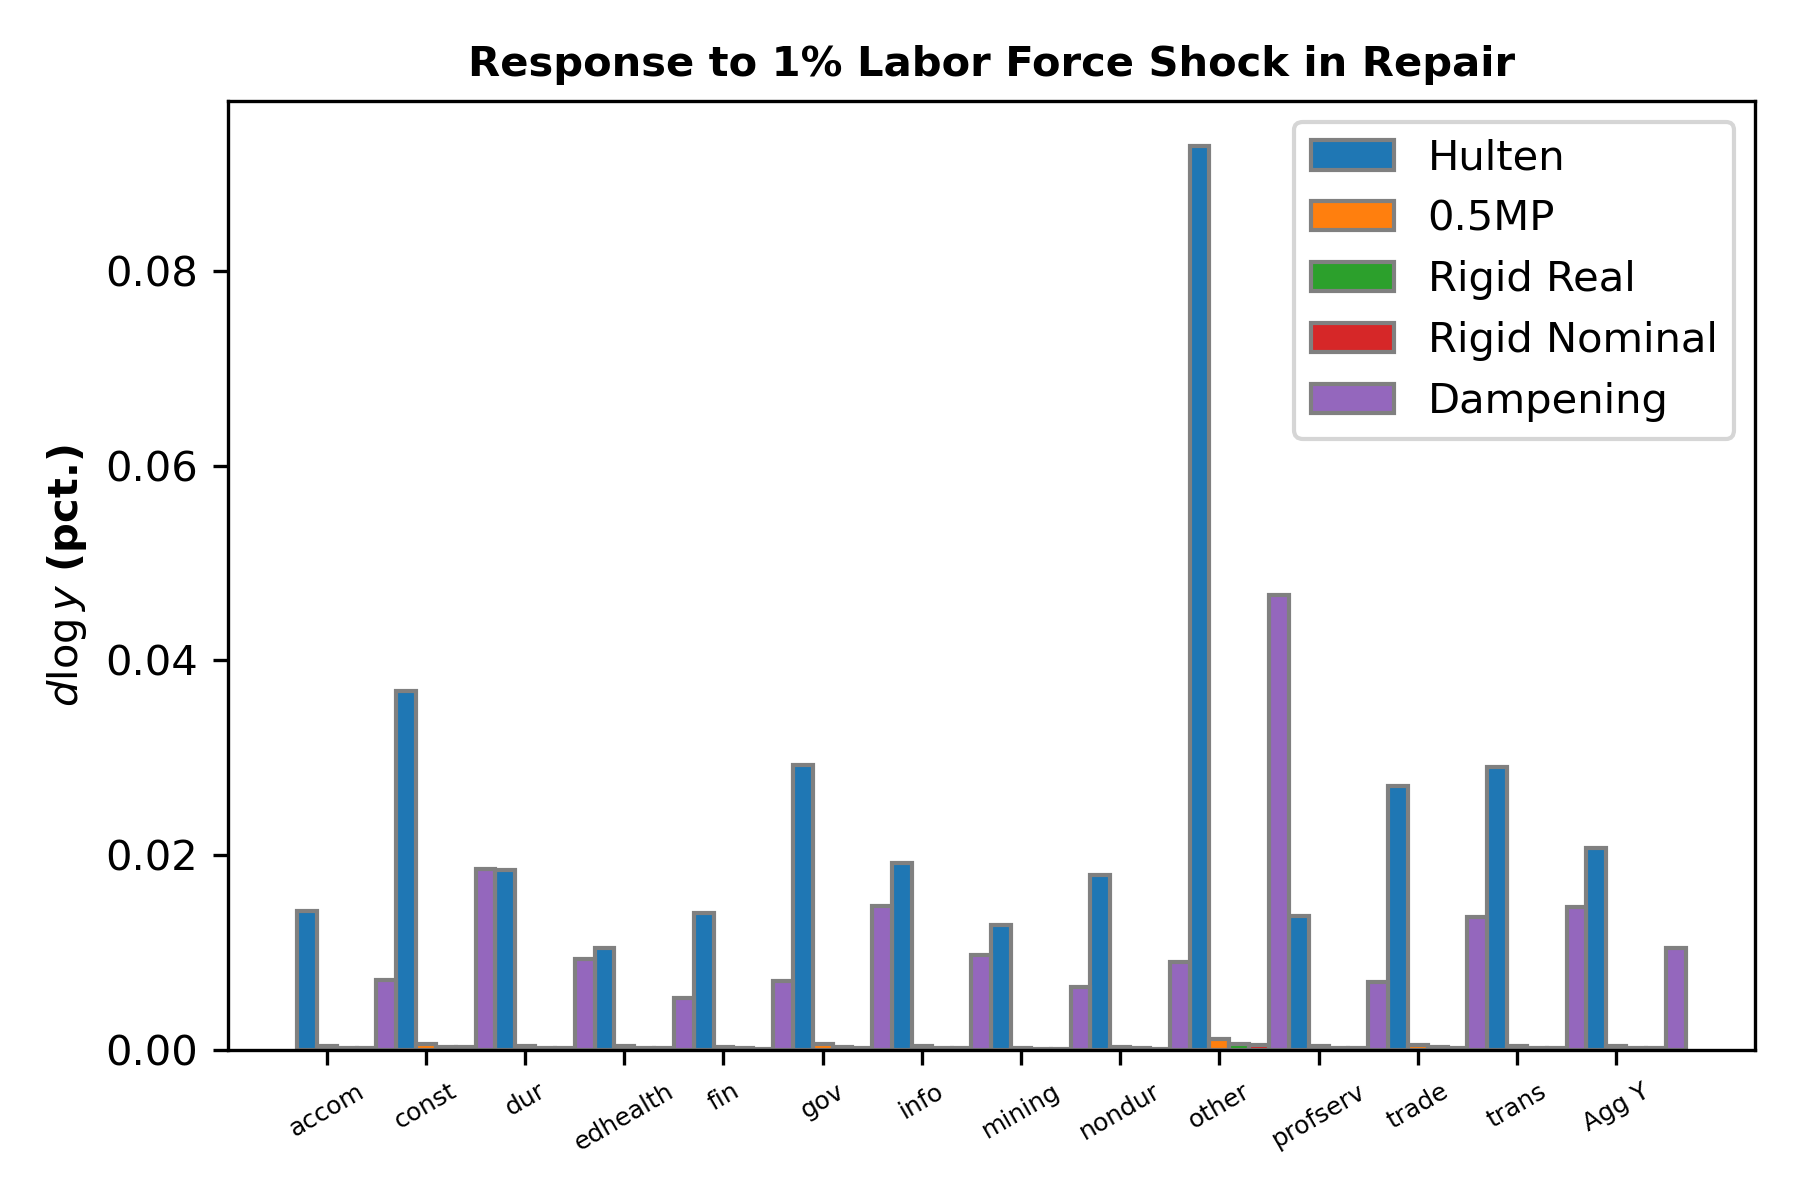 Response to 1% Labor Force Shock in Repair
Hulten
0.5MP
Rigid Real
Rigid Nominal
Dampening
dlog y (pct.)
0.08
0.06
0.04
0.02
0.00
accom const dur edhealth fin gov info mining nondur other profserv trade trans Agg Y